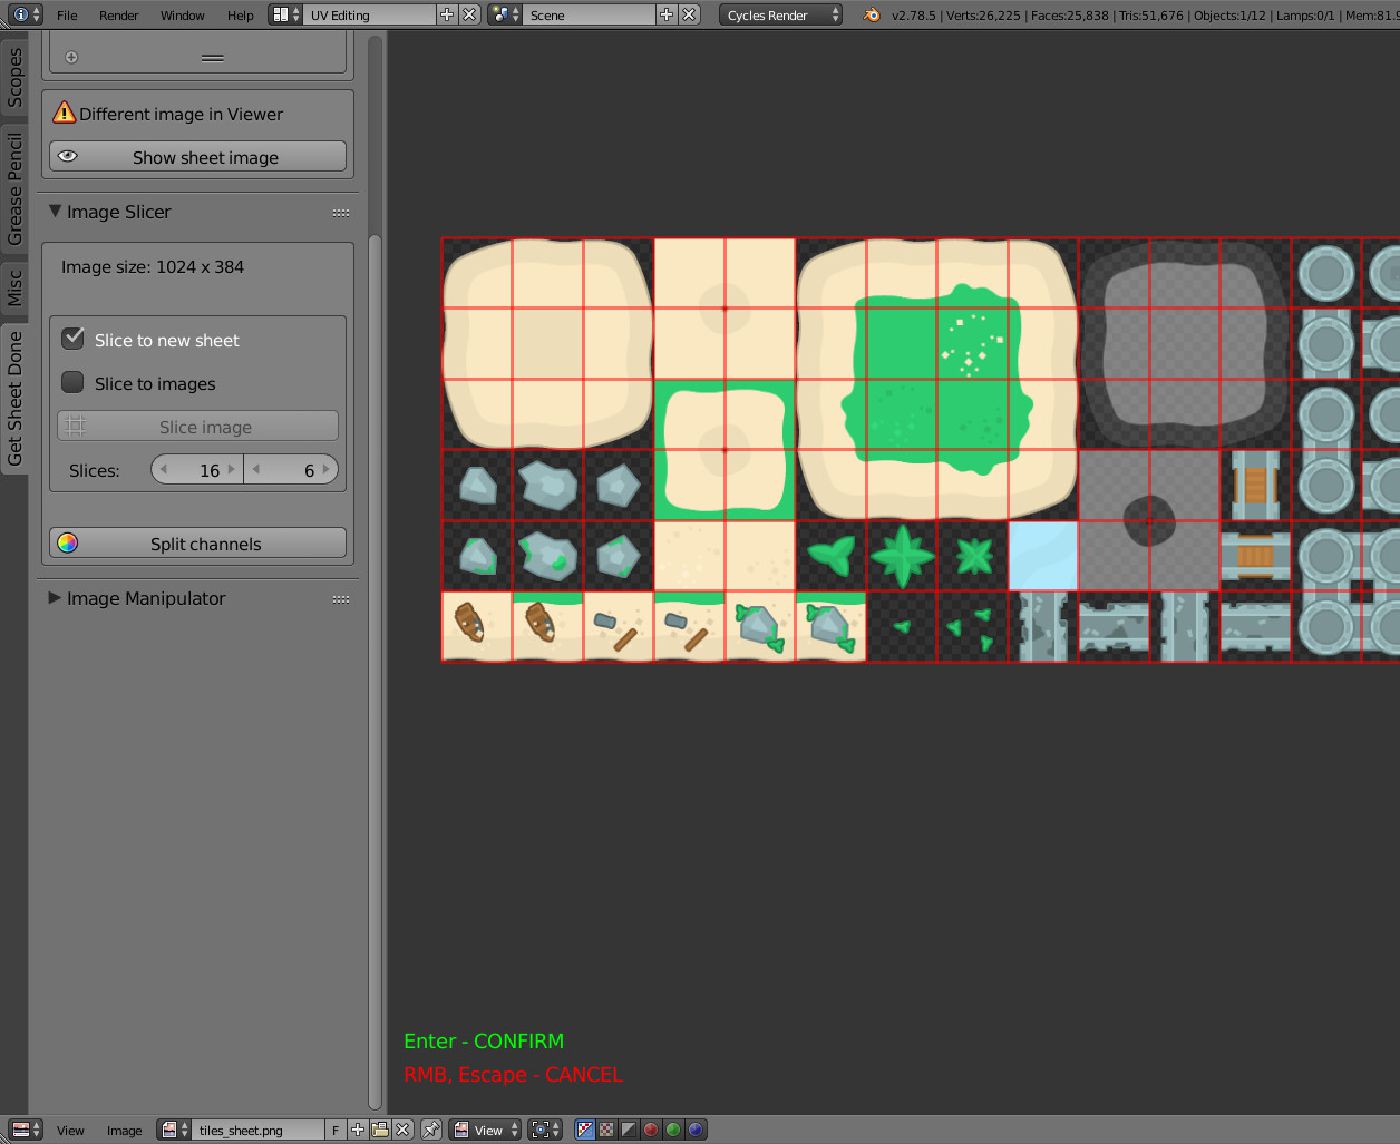 File Render Window Help UV Editing Scene Cycles Render v2.78.5 | Verts:26,225 | Faces:25,838 | Tris:51,676 | Objects:1/12 | Lamps:0/1 | Mem:81.9
Scopes
Grease Pencil
Misc
Get Sheet Done
Different image in Viewer
Show sheet image
Image Slicer
Image size: 1024 x 384
Slice to new sheet
Slice to images
Slice image
Slices: 16 6
Split channels
Image Manipulator
Enter - CONFIRM
RMB, Escape - CANCEL
View Image tiles_sheet.png F View